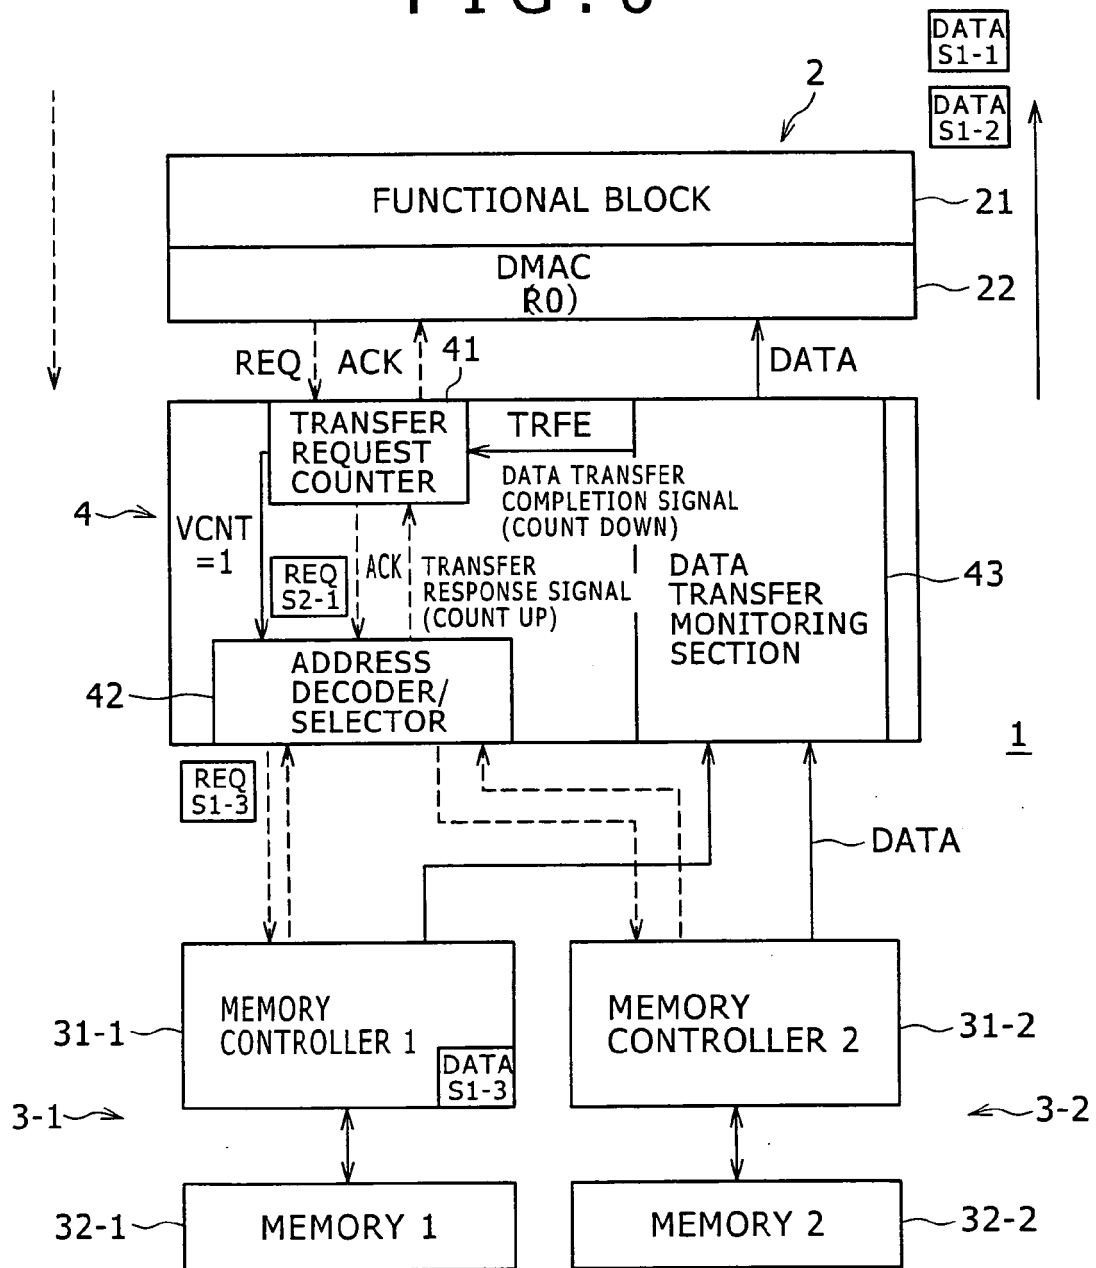 DATA
S1-1
2
DATA
S1-2
FUNCTIONAL BLOCK
21
DMAC
(R0)
22
REQ
ACK
41
DATA
TRANSFER
REQUEST
COUNTER
TRFE
DATA TRANSFER
COMPLETION SIGNAL
(COUNT DOWN)
4
VCNT
=1
REQ
S2-1
ACK
TRANSFER
RESPONSE SIGNAL
(COUNT UP)
DATA
TRANSFER
MONITORING
SECTION
43
42
ADDRESS
DECODER/
SELECTOR
1
REQ
S1-3
DATA
31-1
MEMORY
CONTROLLER 1
DATA
S1-3
MEMORY
CONTROLLER 2
31-2
3-1
3-2
32-1
MEMORY 1
MEMORY 2
32-2